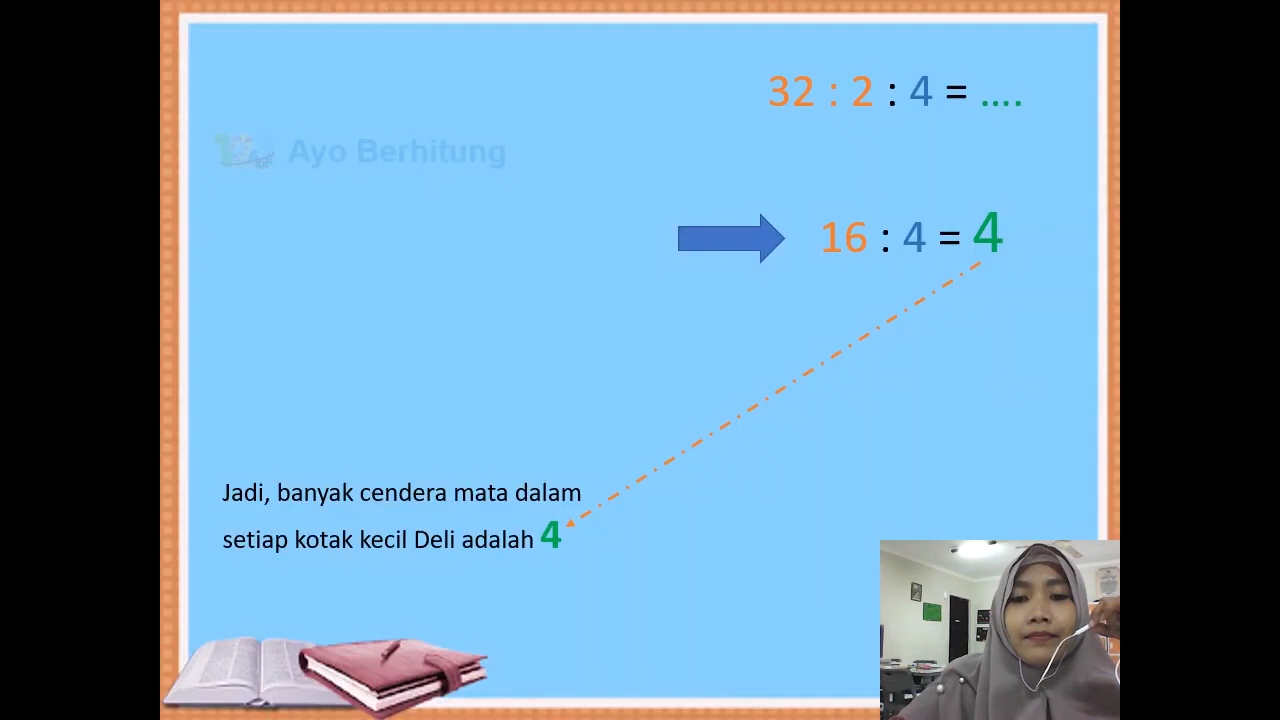 32 : 2 : 4 = ....
Ayo Berhitung
16 : 4 = 4
Jadi, banyak cendera mata dalam
setiap kotak kecil Deli adalah 4